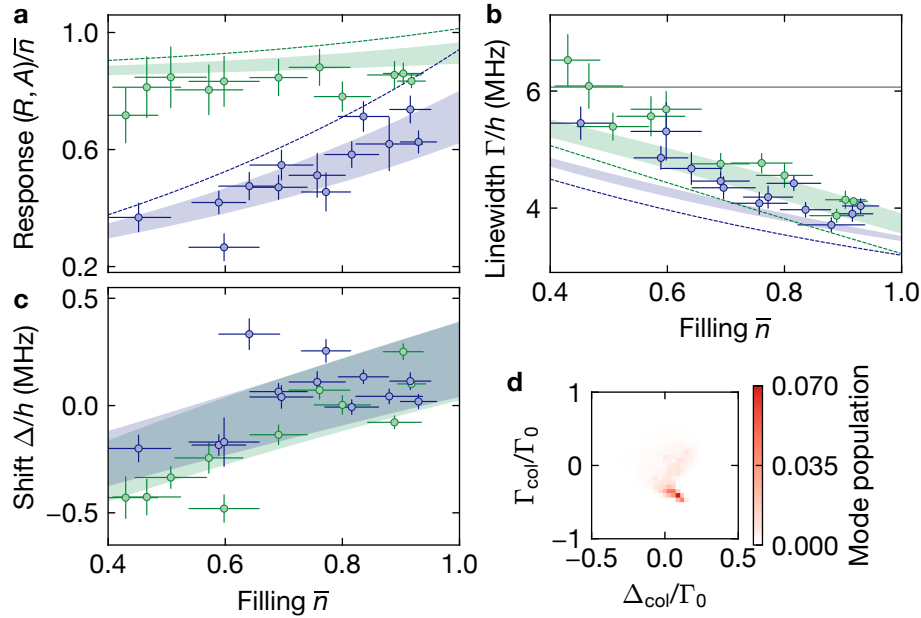 a
Response (R, A)/n̅
1.0
0.6
0.2
b
Linewidth Γ/h (MHz)
6
4
0.4 0.6 0.8 1.0
Filling n̅
c
Shift Δ/h (MHz)
0.5
0.0
−0.5
0.4 0.6 0.8 1.0
Filling n̅
d
Γcol/Γ0
1
0
−1
−0.5 0.0 0.5
Δcol/Γ0
0.070
0.035
0.000
Mode population